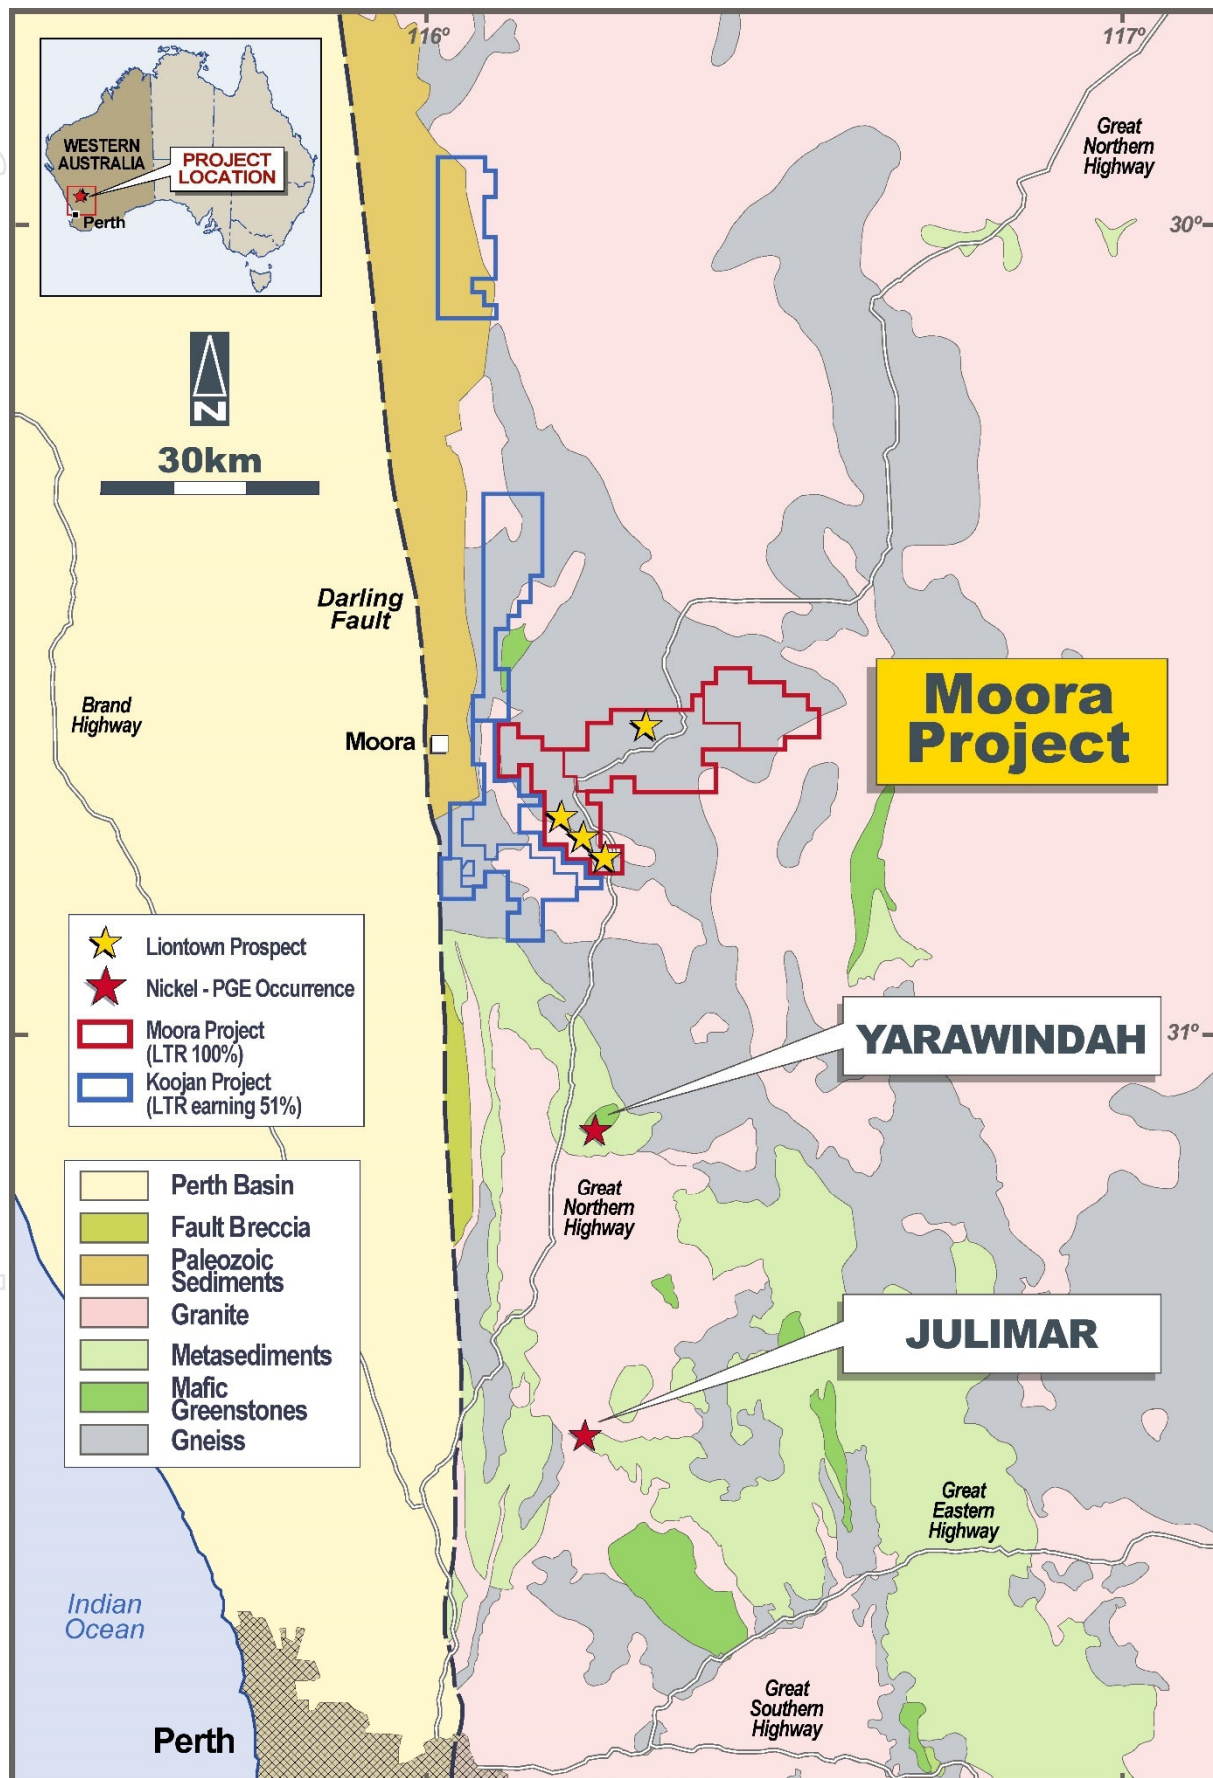 116º
117º
WESTERN
AUSTRALIA
PROJECT
LOCATION
Perth
Great
Northern
Highway
30º
N
30km
Darling
Fault
Brand
Highway
Moora
Moora
Project
Liontown Prospect
Nickel - PGE Occurrence
Moora Project
(LTR 100%)
Koojan Project
(LTR earning 51%)
YARAWINDAH
31º
Perth Basin
Fault Breccia
Paleozoic
Sediments
Granite
Metasediments
Mafic
Greenstones
Gneiss
Great
Northern
Highway
JULIMAR
Great
Eastern
Highway
Indian
Ocean
Great
Southern
Highway
Perth